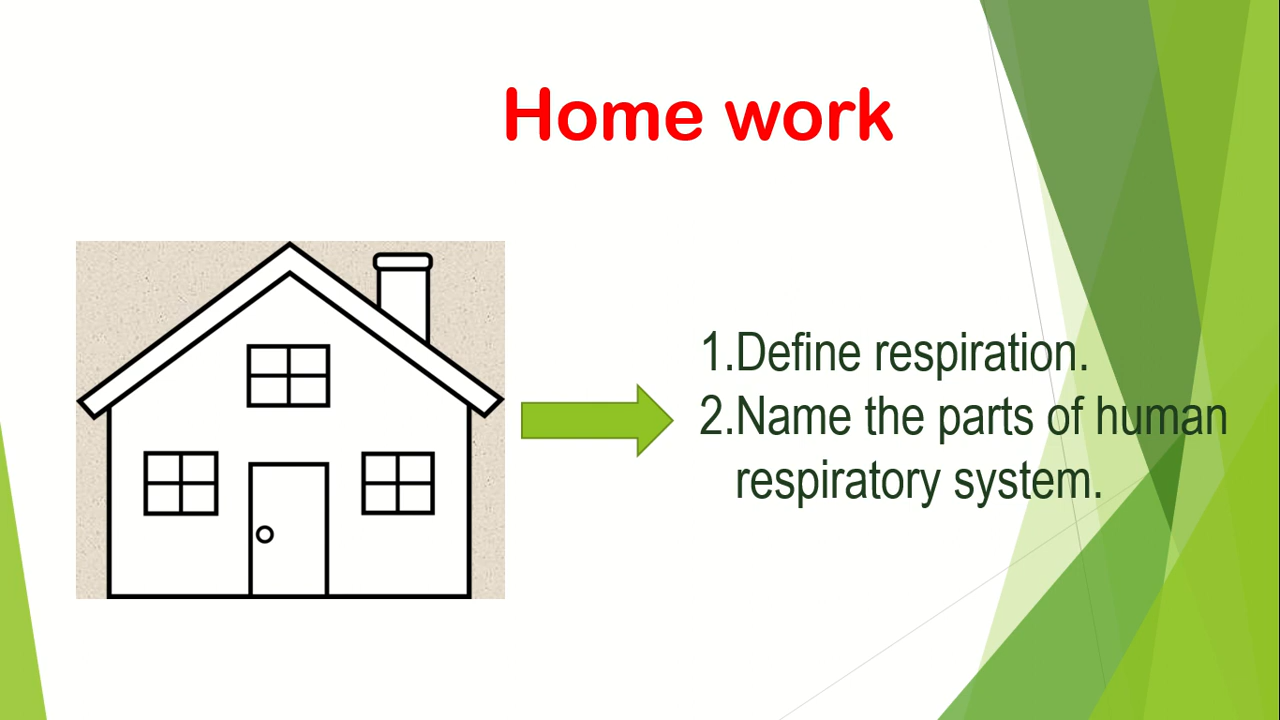 Home work
1.Define respiration.
2.Name the parts of human
respiratory system.